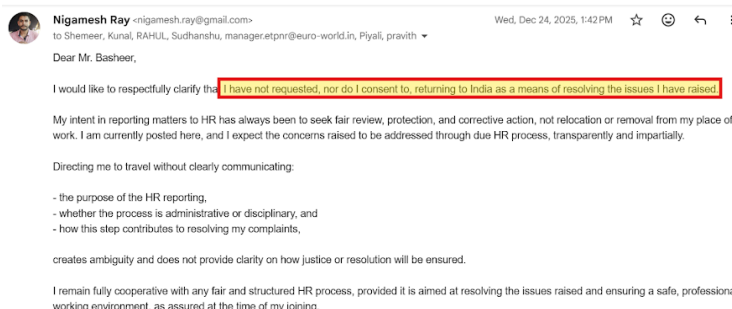 Nigamesh Ray <nigamesh.ray@gmail.com>
Wed, Dec 24, 2025, 1:42 PM
to Shemeer, Kunal, RAHUL, Sudhanshu, manager.etpnr@euro-world.in, Piyali, pravith
Dear Mr. Basheer,
I would like to respectfully clarify tha I have not requested, nor do I consent to, returning to India as a means of resolving the issues I have raised.
My intent in reporting matters to HR has always been to seek fair review, protection, and corrective action, not relocation or removal from my place of
work. I am currently posted here, and I expect the concerns raised to be addressed through due HR process, transparently and impartially.
Directing me to travel without clearly communicating:
- the purpose of the HR reporting,
- whether the process is administrative or disciplinary, and
- how this step contributes to resolving my complaints,
creates ambiguity and does not provide clarity on how justice or resolution will be ensured.
I remain fully cooperative with any fair and structured HR process, provided it is aimed at resolving the issues raised and ensuring a safe, professiona
working environment, as assured at the time of my joining.